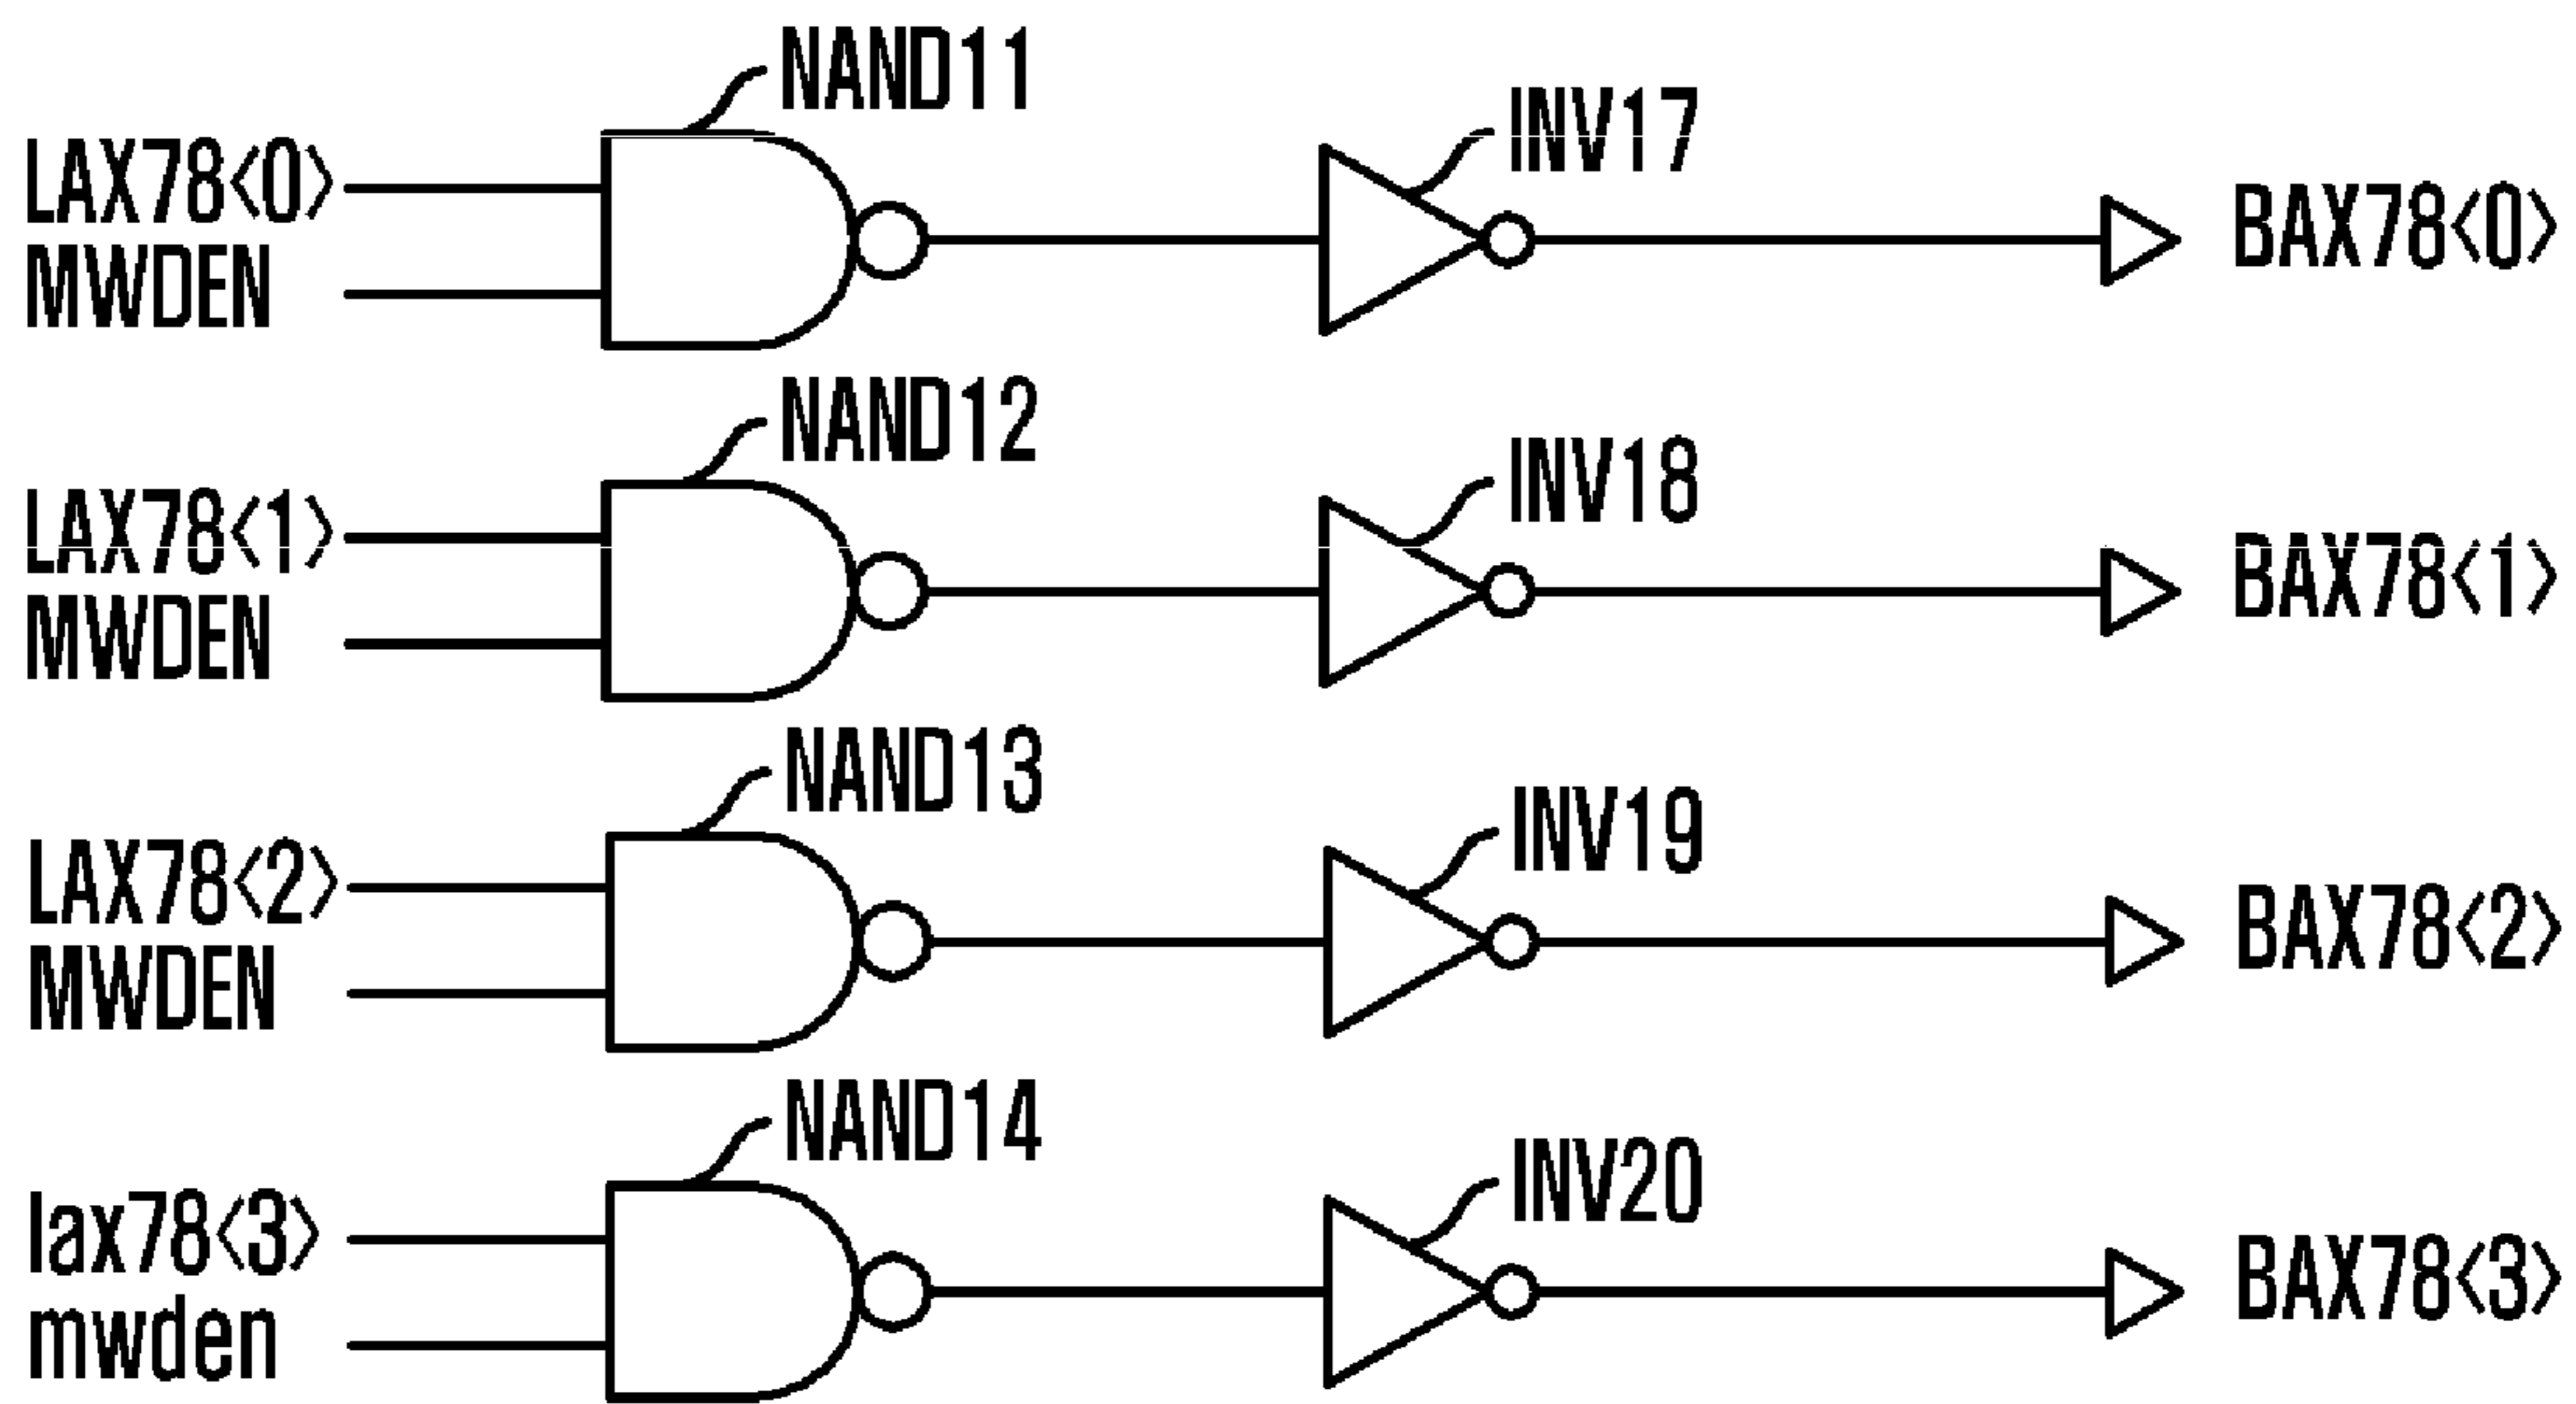 NAND11
INV17
LAX78<0>
BAX78<0>
MWDEN
NAND12
INV18
LAX78<1>
BAX78<1>
MWDEN
NAND13
INV19
LAX78<2>
BAX78<2>
MWDEN
NAND14
INV20
lax78<3>
BAX78<3>
mwden